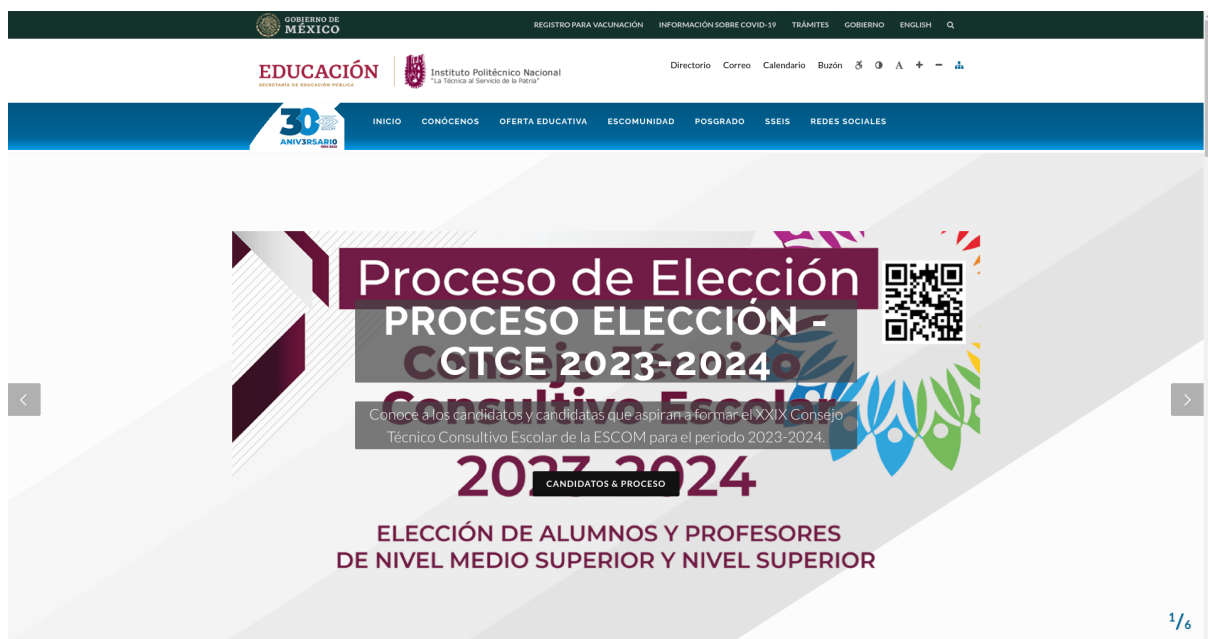 GOBIERNO DE
MÉXICO
REGISTRO PARA VACUNACIÓN INFORMACIÓN SOBRE COVID-19 TRÁMITES GOBIERNO ENGLISH
EDUCACIÓN
SECRETARÍA DE EDUCACIÓN PÚBLICA
Instituto Politécnico Nacional
"La Técnica al Servicio de la Patria"
Directorio Correo Calendario Buzón A + -
30
ANIV3RSARI0
INICIO CONÓCENOS OFERTA EDUCATIVA ESCOMUNIDAD POSGRADO SSEIS REDES SOCIALES
Proceso de Elección
PROCESO ELECCIÓN -
CTCE 2023-2024
Consejo Técnico
Consultivo Escolar
Conoce a los candidatos y candidatas que aspiran a formar el XXIX Consejo
Técnico Consultivo Escolar de la ESCOM para el periodo 2023-2024.
2023-2024
CANDIDATOS & PROCESO
ELECCIÓN DE ALUMNOS Y PROFESORES
DE NIVEL MEDIO SUPERIOR Y NIVEL SUPERIOR
1/6